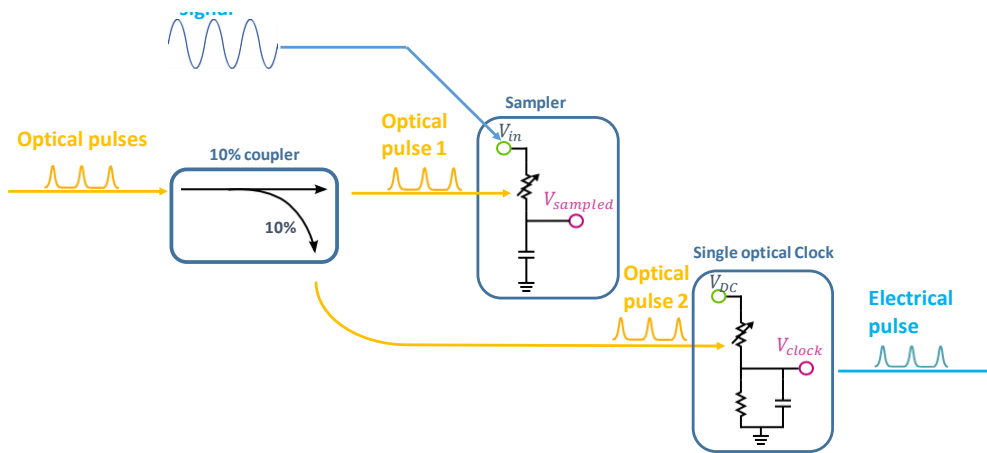 signal
Optical pulses
10% coupler
10%
Optical
pulse 1
Sampler
V_in
V_sampled
Optical
pulse 2
Single optical Clock
V_DC
V_clock
Electrical
pulse